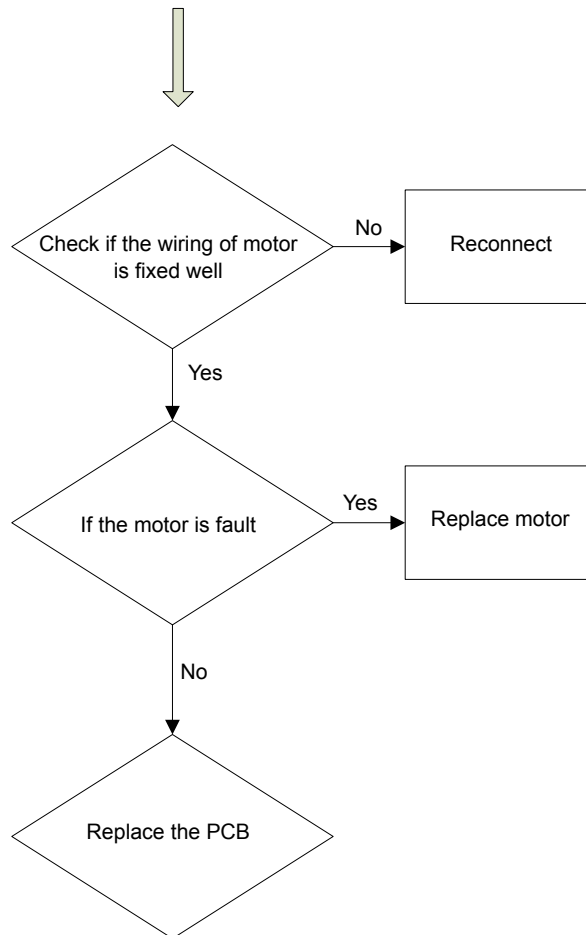 Check if the wiring of motor
is fixed well
No
Reconnect
Yes
If the motor is fault
Yes
Replace motor
No
Replace the PCB